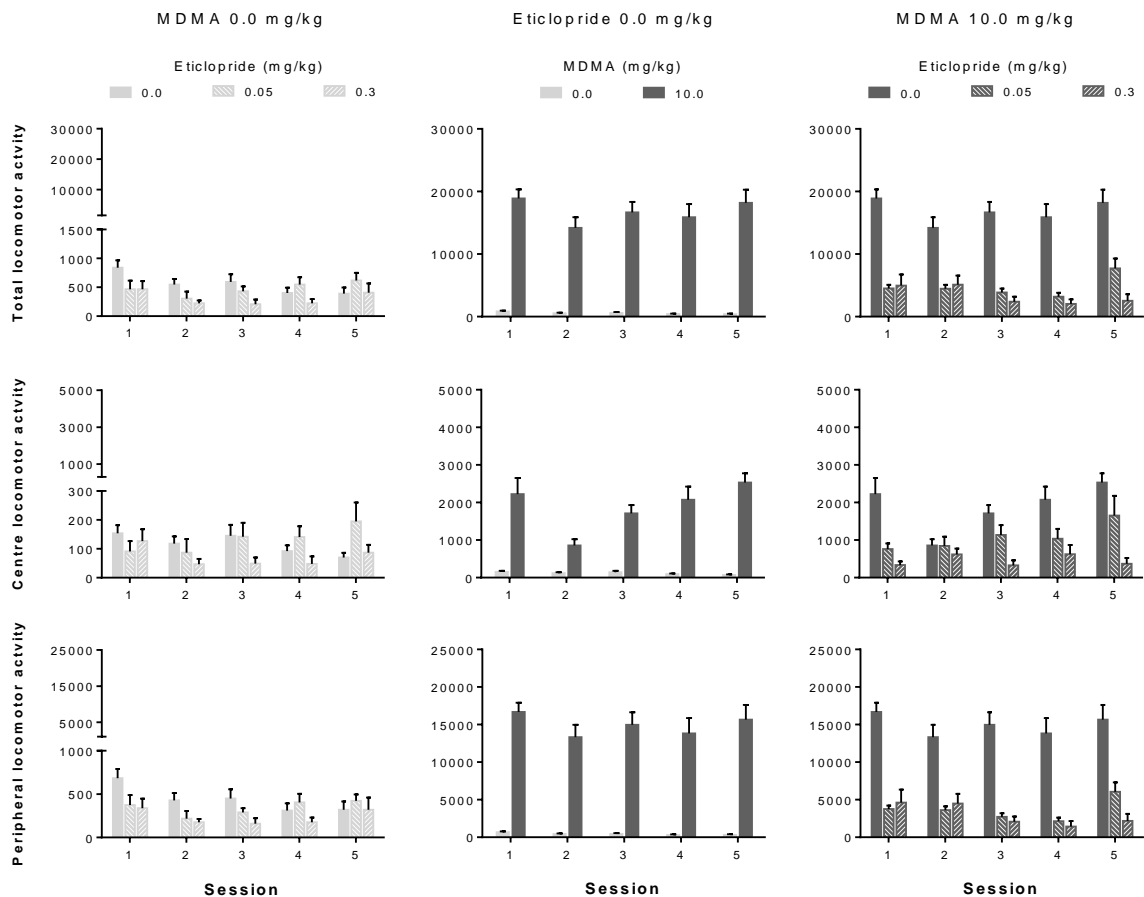 MDMA 0.0 mg/kg
Eticlopride 0.0 mg/kg
MDMA 10.0 mg/kg
Eticlopride (mg/kg)
0.0 0.05 0.3
MDMA (mg/kg)
0.0 10.0
Eticlopride (mg/kg)
0.0 0.05 0.3
Total locomotor actvity
30000
20000
10000
1500
1000
500
0
1 2 3 4 5
30000
20000
10000
0
1 2 3 4 5
30000
20000
10000
0
1 2 3 4 5
Centre locomotor actvity
5000
3000
1000
300
200
100
0
1 2 3 4 5
5000
4000
3000
2000
1000
0
1 2 3 4 5
5000
4000
3000
2000
1000
0
1 2 3 4 5
Peripheral locomotor actvity
25000
15000
5000
1000
500
0
1 2 3 4 5
Session
25000
20000
15000
10000
5000
0
1 2 3 4 5
Session
25000
20000
15000
10000
5000
0
1 2 3 4 5
Session